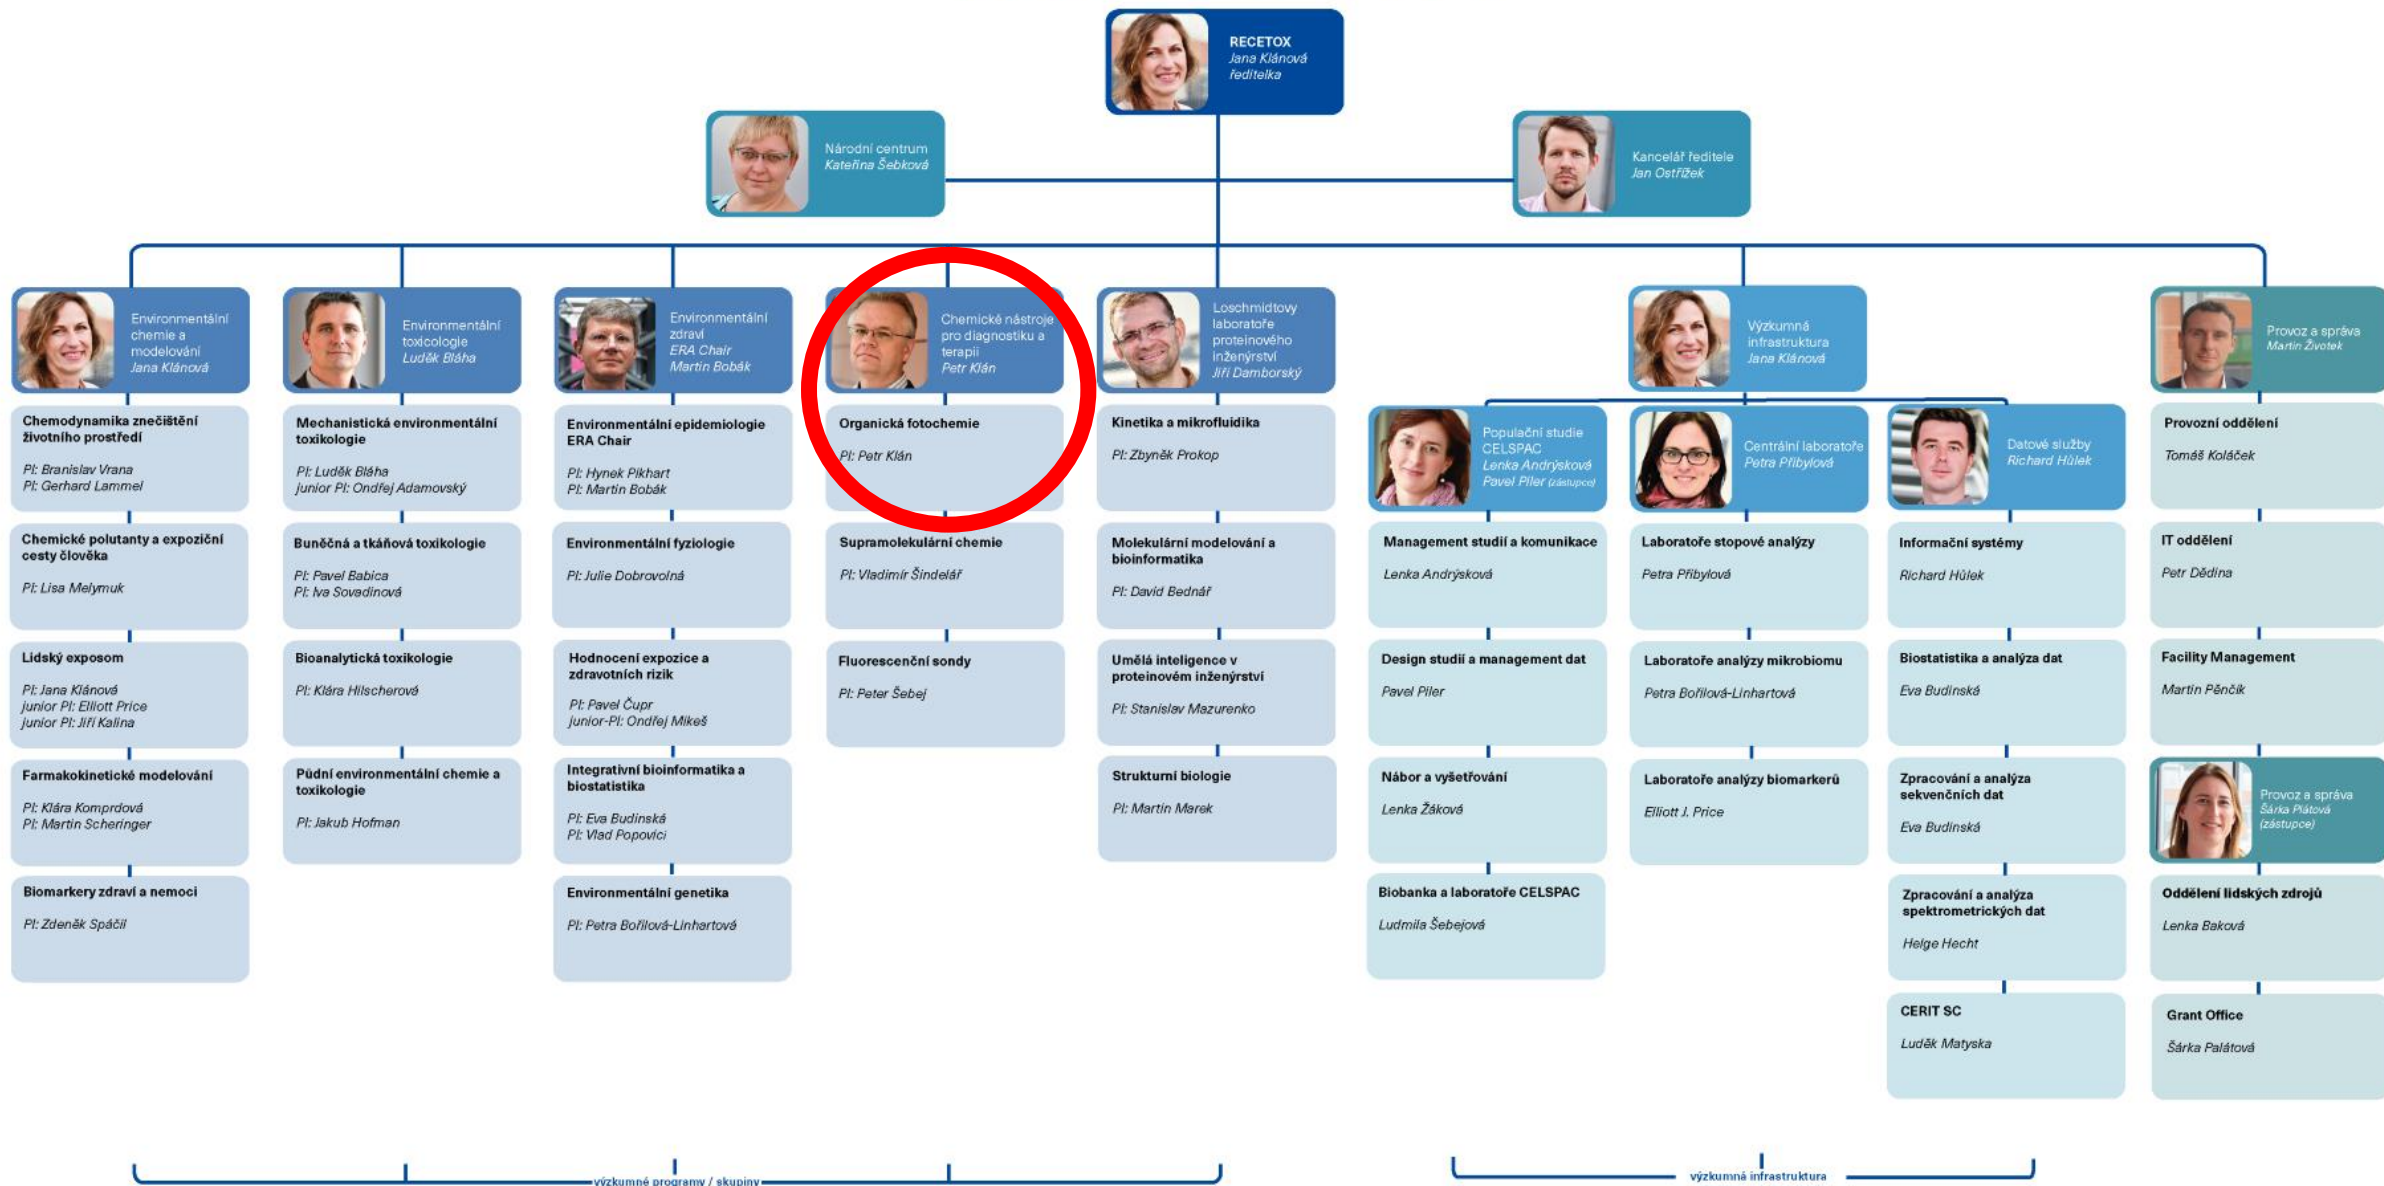 RECETOX
Jana Klánová
ředitelka
Národní centrum
Kateřina Šebková
Kancelář ředitele
Jan Ostřížek
Environmentální
chemie a
modelování
Jana Klánová
Chemodynamika znečištění
životního prostředí
PI: Branislav Vrana
PI: Gerhard Lammel
Chemické polutanty a expoziční
cesty člověka
PI: Lisa Melymuk
Lidský exposom
PI: Jana Klánová
junior PI: Elliott Price
junior PI: Jiří Kalina
Farmakokinetické modelování
PI: Klára Komprdová
PI: Martin Scheringer
Biomarkery zdraví a nemoci
PI: Zdeněk Spáčil
Environmentální
toxicologie
Luděk Bláha
Mechanistická environmentální
toxikologie
PI: Luděk Bláha
junior PI: Ondřej Adamovský
Buněčná a tkáňová toxikologie
PI: Pavel Babica
PI: Iva Sovadinová
Bioanalytická toxikologie
PI: Klára Hilscherová
Půdní environmentální chemie a
toxikologie
PI: Jakub Hofman
Environmentální
zdraví
ERA Chair
Martin Bobák
Environmentální epidemiologie
ERA Chair
PI: Hynek Pikhart
PI: Martin Bobák
Environmentální fyziologie
PI: Julie Dobrovolná
Hodnocení expozice a
zdravotních rizik
PI: Pavel Čupr
junior-PI: Ondřej Mikeš
Integrativní bioinformatika a
biostatistika
PI: Eva Budinská
PI: Vlad Popovici
Environmentální genetika
PI: Petra Bořilová-Linhartová
Chemické nástroje
pro diagnostiku a
terapii
Petr Klán
Organická fotochemie
PI: Petr Klán
Supramolekulární chemie
PI: Vladimír Šindelář
Fluorescenční sondy
PI: Peter Šebej
Loschmidtovy
laboratoře
proteinového
inženýrství
Jiří Damborský
Kinetika a mikrofluidika
PI: Zbyněk Prokop
Molekulární modelování a
bioinformatika
PI: David Bednář
Umělá inteligence v
proteinovém inženýrství
PI: Stanislav Mazurenko
Strukturní biologie
PI: Martin Marek
Výzkumná
infrastruktura
Jana Klánová
Populační studie
CELSPAC
Lenka Andrýsková
Pavel Piler (zástupce)
Management studií a komunikace
Lenka Andrýsková
Design studií a management dat
Pavel Piler
Nábor a vyšetřování
Lenka Žáková
Biobanka a laboratoře CELSPAC
Ludmila Šebejová
Centrální laboratoře
Petra Přibylová
Laboratoře stopové analýzy
Petra Přibylová
Laboratoře analýzy mikrobiomu
Petra Bořilová-Linhartová
Laboratoře analýzy biomarkerů
Elliott J. Price
Datové služby
Richard Hůlek
Informační systémy
Richard Hůlek
Biostatistika a analýza dat
Eva Budinská
Zpracování a analýza
sekvenčních dat
Eva Budinská
Zpracování a analýza
spektrometrických dat
Helge Hecht
CERIT SC
Luděk Matyska
Provoz a správa
Martin Životek
Provozní oddělení
Tomáš Koláček
IT oddělení
Petr Dědina
Facility Management
Martin Pěnčík
Provoz a správa
Šárka Plátová
(zástupce)
Oddělení lidských zdrojů
Lenka Baková
Grant Office
Šárka Palátová
výzkumné programy / skupiny
výzkumná infrastruktura